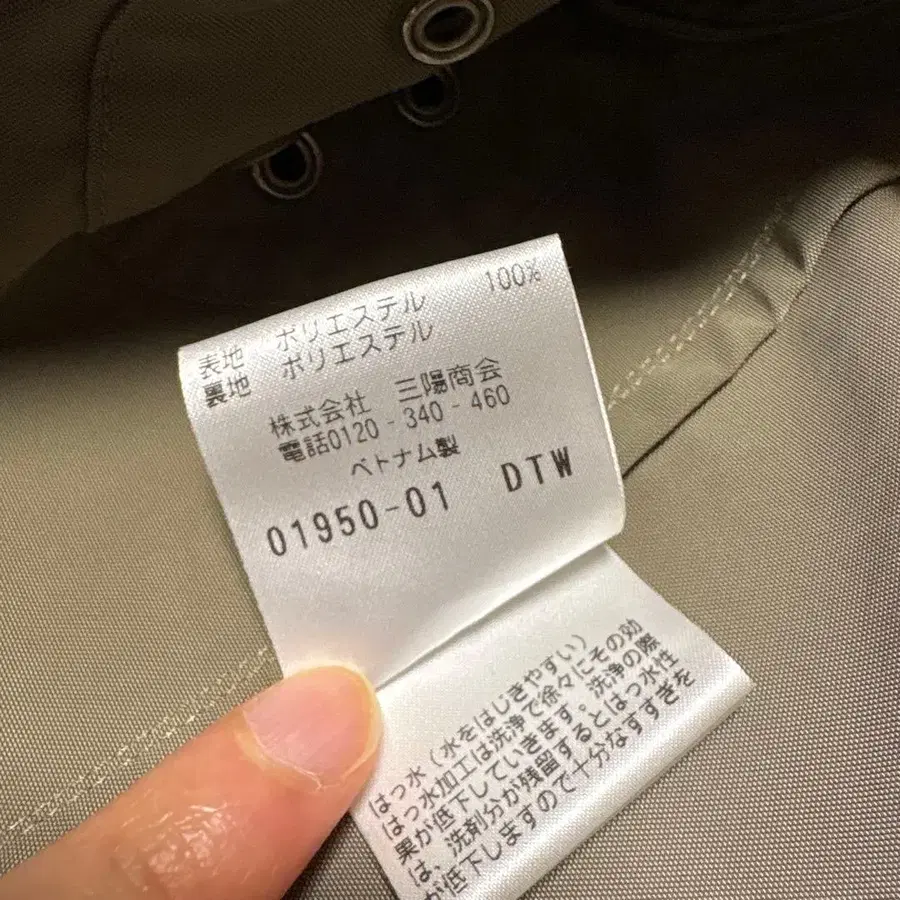 表地 ポリエステル 100%
裏地 ポリエステル
株式会社 三陽商会
電話0120-340-460
ベトナム製
01950-01 DTW
はっ水(水をはじきやすい)
はっ水加工は洗浄で徐々にその効
果が低下していきます。洗浄の際
は、洗剤分が残留するとはっ水性
が低下しますので十分なすすぎを